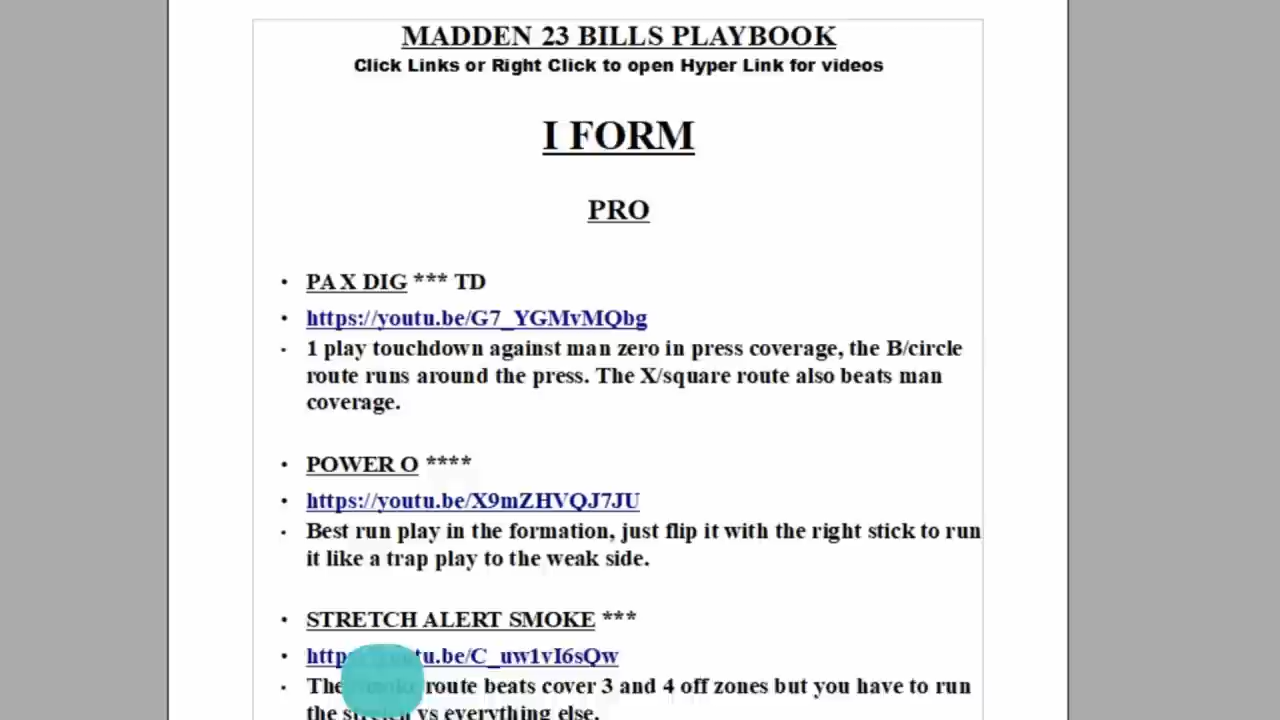 MADDEN 23 BILLS PLAYBOOK
Click Links or Right Click to open Hyper Link for videos
I FORM
PRO
• PA X DIG *** TD
• https://youtu.be/G7_YGMvMQbg
• 1 play touchdown against man zero in press coverage, the B/circle
route runs around the press. The X/square route also beats man
coverage.
• POWER O ****
• https://youtu.be/X9mZHVQJ7JU
• Best run play in the formation, just flip it with the right stick to run
it like a trap play to the weak side.
• STRETCH ALERT SMOKE ***
• https://youtu.be/C_uw1vI6sQw
• The smoke route beats cover 3 and 4 off zones but you have to run
the stretch vs everything else.